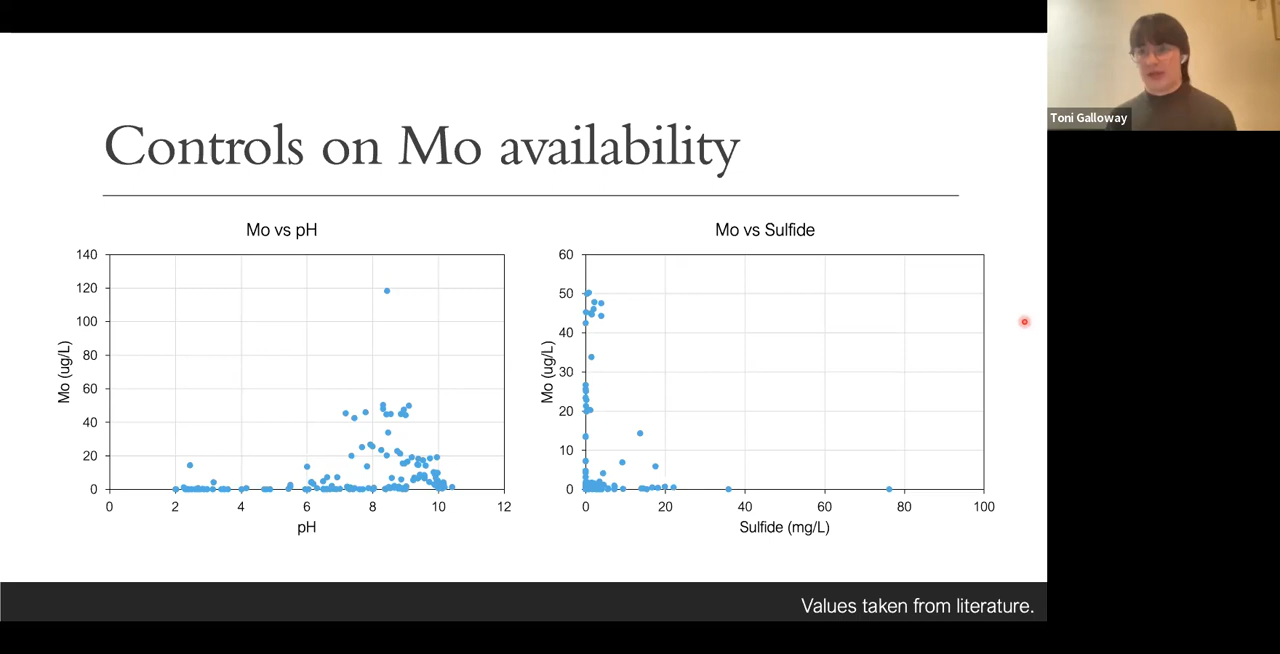 Toni Galloway
Controls on Mo availability
Mo vs pH
140
120
100
80
60
40
20
0
Mo (ug/L)
0 2 4 6 8 10 12
pH
Mo vs Sulfide
60
50
40
30
20
10
0
Mo (ug/L)
0 20 40 60 80 100
Sulfide (mg/L)
Values taken from literature.